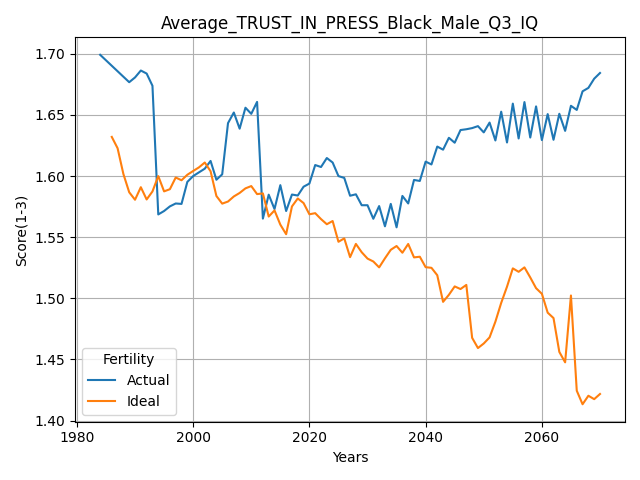 Average_TRUST_IN_PRESS_Black_Male_Q3_IQ
Score(1-3)
1.70
1.65
1.60
1.55
1.50
1.45
1.40
Fertility
Actual
Ideal
1980
2000
2020
2040
2060
Years